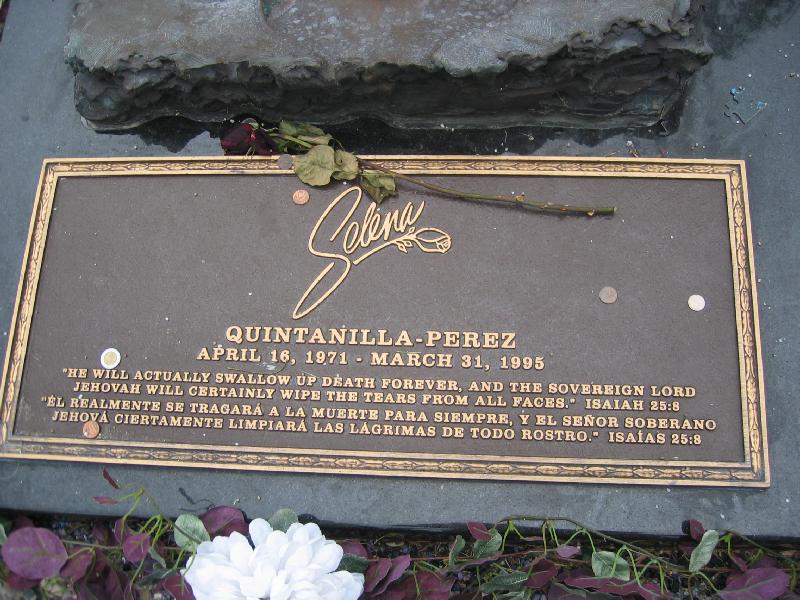 Selena
QUINTANILLA-PEREZ
APRIL 16, 1971 - MARCH 31, 1995
"HE WILL ACTUALLY SWALLOW UP DEATH FOREVER, AND THE SOVEREIGN LORD
JEHOVAH WILL CERTAINLY WIPE THE TEARS FROM ALL FACES." ISAIAH 25:8
"ÉL REALMENTE SE TRAGARÁ A LA MUERTE PARA SIEMPRE, Y EL SEÑOR SOBERANO
JEHOVÁ CIERTAMENTE LIMPIARÁ LAS LÁGRIMAS DE TODO ROSTRO." ISAÍAS 25:8